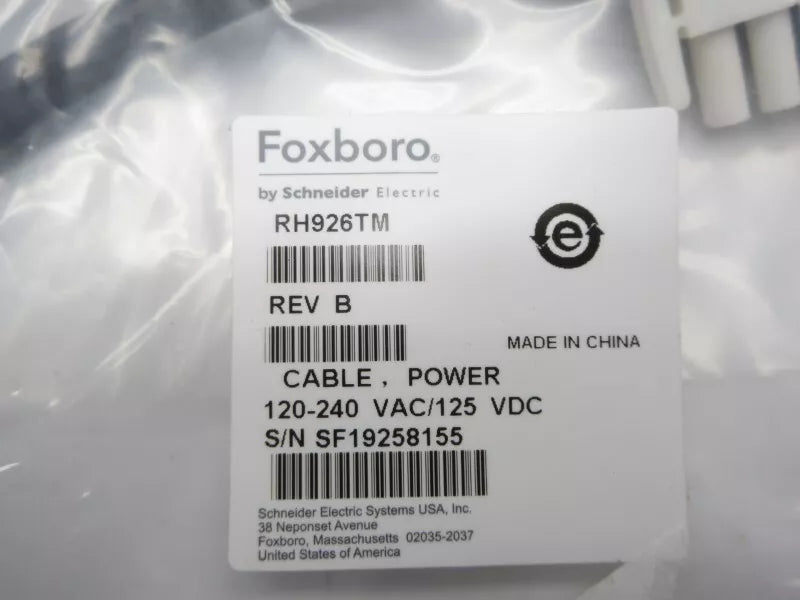 Foxboro®
by Schneider Electric
RH926TM
e
REV B
MADE IN CHINA
CABLE , POWER
120-240 VAC/125 VDC
S/N SF19258155
Schneider Electric Systems USA, Inc.
38 Neponset Avenue
Foxboro, Massachusetts 02035-2037
United States of America